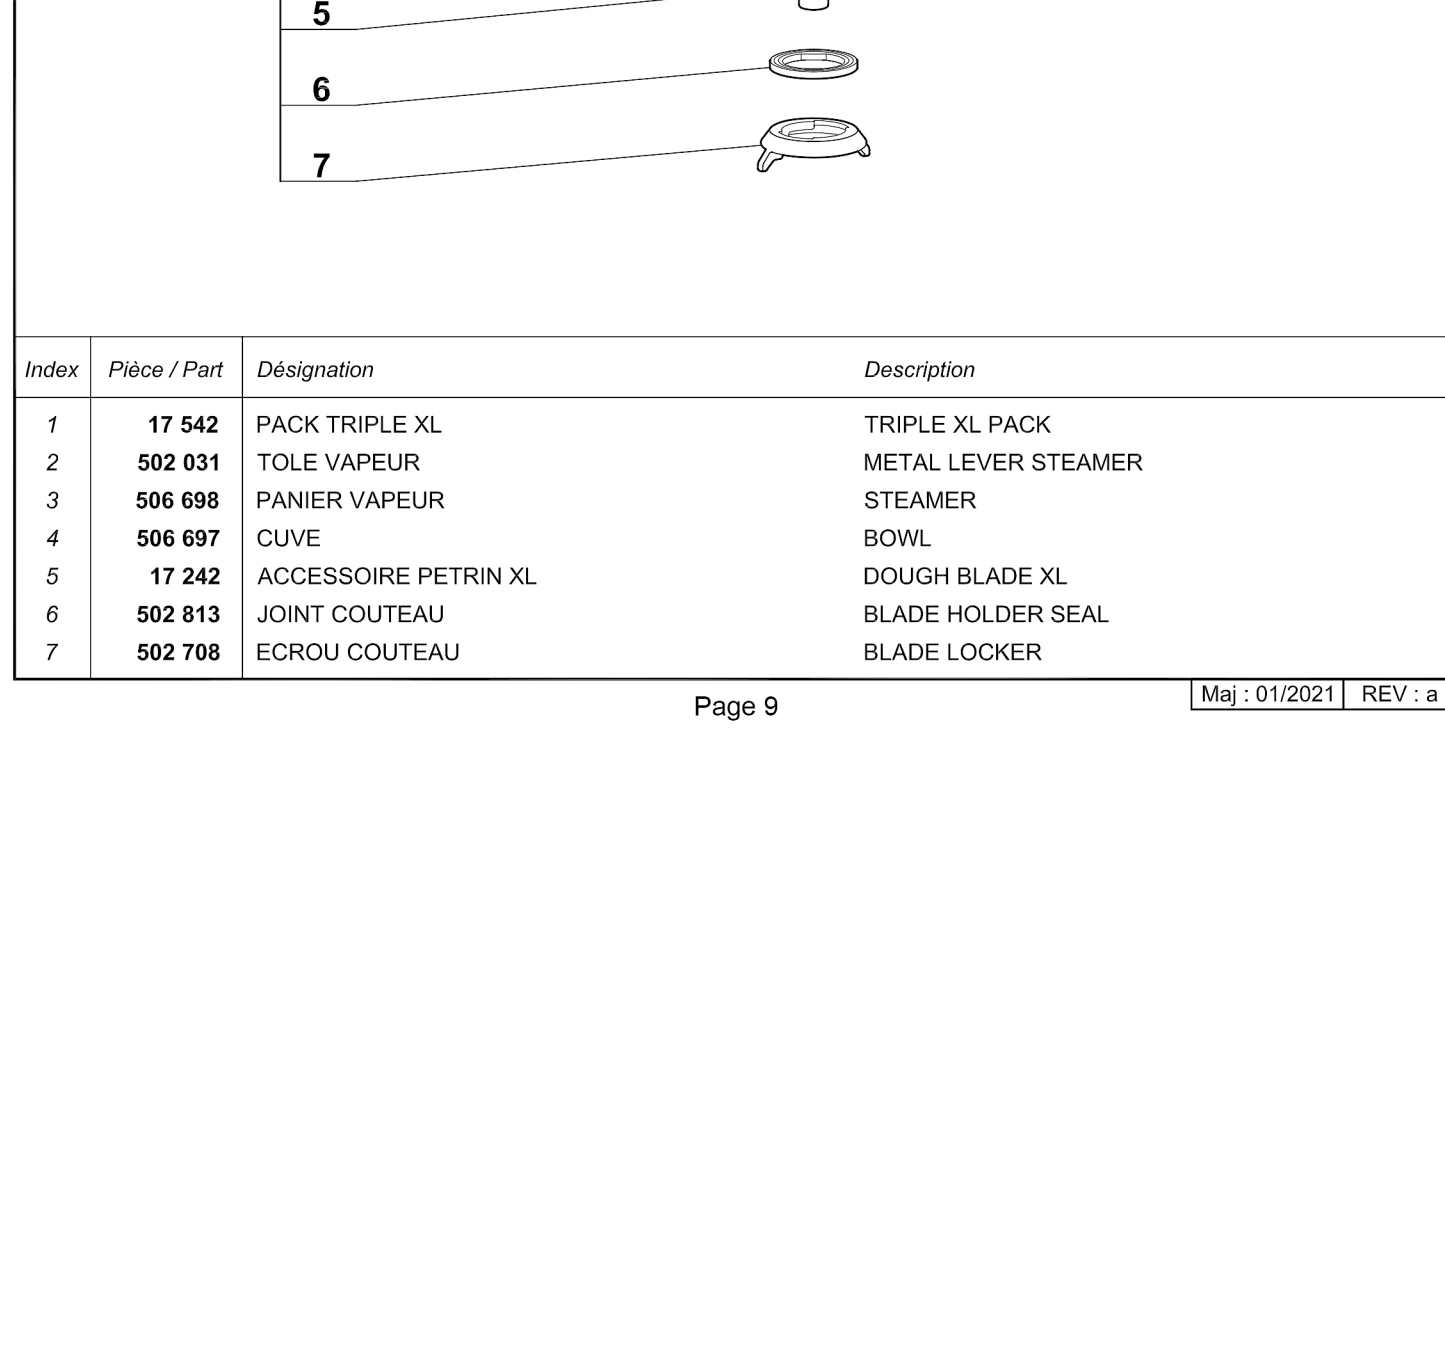 5
6
7
Index Pièce / Part Désignation Description
1 17 542 PACK TRIPLE XL TRIPLE XL PACK
2 502 031 TOLE VAPEUR METAL LEVER STEAMER
3 506 698 PANIER VAPEUR STEAMER
4 506 697 CUVE BOWL
5 17 242 ACCESSOIRE PETRIN XL DOUGH BLADE XL
6 502 813 JOINT COUTEAU BLADE HOLDER SEAL
7 502 708 ECROU COUTEAU BLADE LOCKER
Maj : 01/2021 REV : a
Page 9